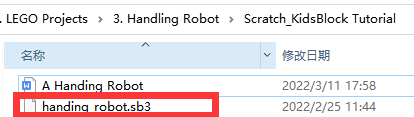 . LEGO Projects > 3. Handling Robot > Scratch_KidsBlock Tutorial
名称 修改日期
A Handing Robot 2022/3/11 17:58
handing_robot.sb3 2022/2/25 11:44